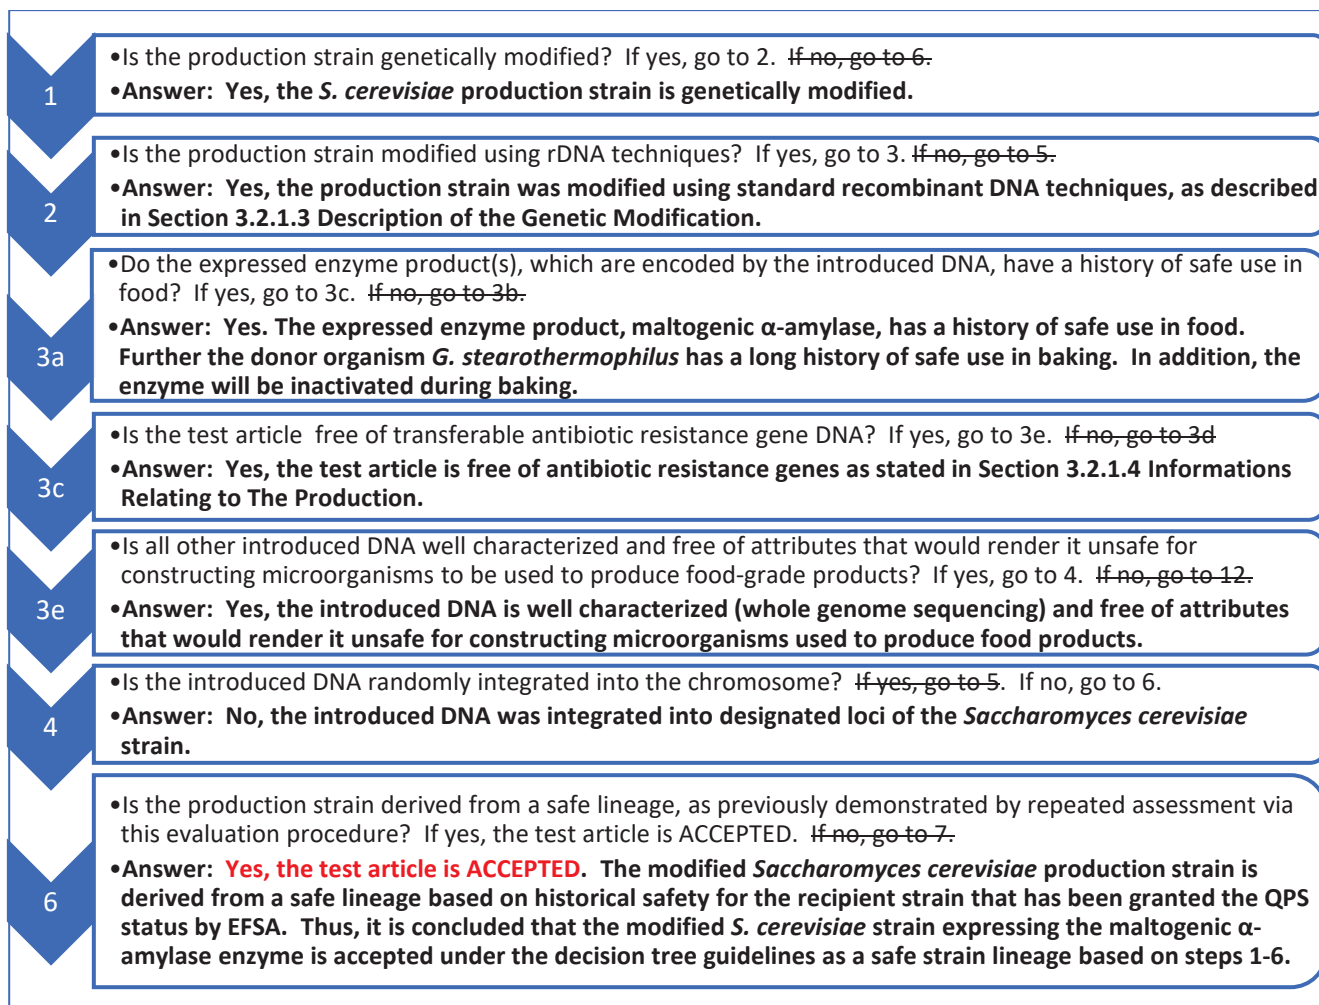 1
•Is the production strain genetically modified?  If yes, go to 2.  If no, go to 6.
•Answer:  Yes, the S. cerevisiae production strain is genetically modified.
2
•Is the production strain modified using rDNA techniques?  If yes, go to 3. If no, go to 5.
•Answer:  Yes, the production strain was modified using standard recombinant DNA techniques, as described
in Section 3.2.1.3 Description of the Genetic Modification.
3a
•Do the expressed enzyme product(s), which are encoded by the introduced DNA, have a history of safe use in
food?  If yes, go to 3c.  If no, go to 3b.
•Answer:  Yes. The expressed enzyme product, maltogenic α-amylase, has a history of safe use in food.
Further the donor organism G. stearothermophilus has a long history of safe use in baking.  In addition, the
enzyme will be inactivated during baking.
3c
•Is the test article  free of transferable antibiotic resistance gene DNA?  If yes, go to 3e.  If no, go to 3d
•Answer:  Yes, the test article is free of antibiotic resistance genes as stated in Section 3.2.1.4 Informations
Relating to The Production.
3e
•Is all other introduced DNA well characterized and free of attributes that would render it unsafe for
constructing microorganisms to be used to produce food-grade products?  If yes, go to 4.  If no, go to 12.
•Answer:  Yes, the introduced DNA is well characterized (whole genome sequencing) and free of attributes
that would render it unsafe for constructing microorganisms used to produce food products.
4
•Is the introduced DNA randomly integrated into the chromosome?  If yes, go to 5.  If no, go to 6.
•Answer:  No, the introduced DNA was integrated into designated loci of the Saccharomyces cerevisiae
strain.
6
•Is the production strain derived from a safe lineage, as previously demonstrated by repeated assessment via
this evaluation procedure?  If yes, the test article is ACCEPTED.  If no, go to 7.
•Answer:  Yes, the test article is ACCEPTED.  The modified Saccharomyces cerevisiae production strain is
derived from a safe lineage based on historical safety for the recipient strain that has been granted the QPS
status by EFSA.  Thus, it is concluded that the modified S. cerevisiae strain expressing the maltogenic α-
amylase enzyme is accepted under the decision tree guidelines as a safe strain lineage based on steps 1-6.